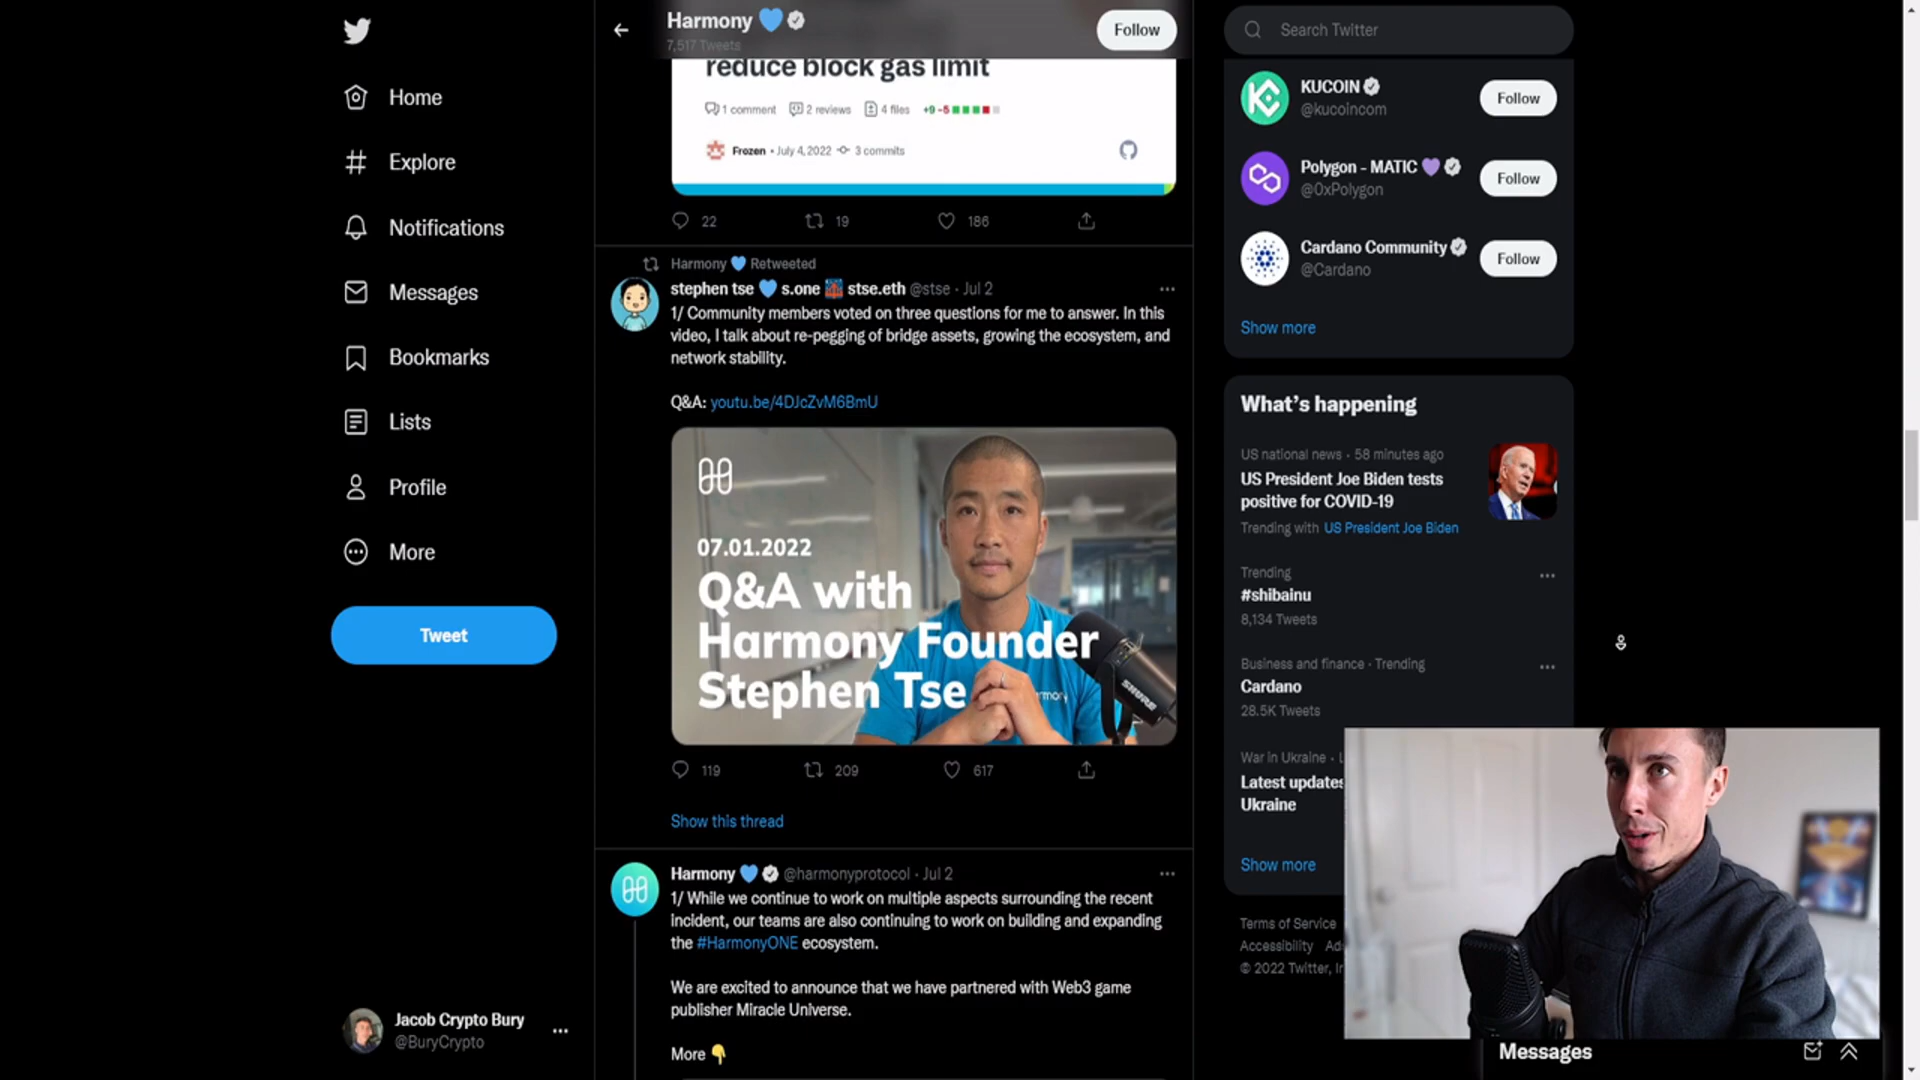 Home
Explore
Notifications
Messages
Bookmarks
Lists
Profile
More
Tweet
Jacob Crypto Bury
@BuryCrypto
Harmony
7,517 Tweets
Follow
reduce block gas limit
1 comment
2 reviews
4 files
+9 -5
Frozen • July 4, 2022
3 commits
22
19
186
Harmony 💙 Retweeted
stephen tse 💙 s.one stse.eth @stse · Jul 2
1/ Community members voted on three questions for me to answer. In this
video, I talk about re-pegging of bridge assets, growing the ecosystem, and
network stability.
Q&A: youtu.be/4DJcZvM6BmU
07.01.2022
Q&A with
Harmony Founder
Stephen Tse
SHURE
119
209
617
Show this thread
Harmony 💙 @harmonyprotocol · Jul 2
1/ While we continue to work on multiple aspects surrounding the recent
incident, our teams are also continuing to work on building and expanding
the #HarmonyONE ecosystem.
We are excited to announce that we have partnered with Web3 game
publisher Miracle Universe.
More 👇
Search Twitter
KUCOIN
@kucoincom
Follow
Polygon - MATIC 💜
@0xPolygon
Follow
Cardano Community
@Cardano
Follow
Show more
What's happening
US national news · 58 minutes ago
US President Joe Biden tests
positive for COVID-19
Trending with US President Joe Biden
Trending
#shibainu
8,134 Tweets
Business and finance · Trending
Cardano
28.5K Tweets
War in Ukraine ·
Latest updates
Ukraine
Show more
Terms of Service
Accessibility
© 2022 Twitter,
Messages